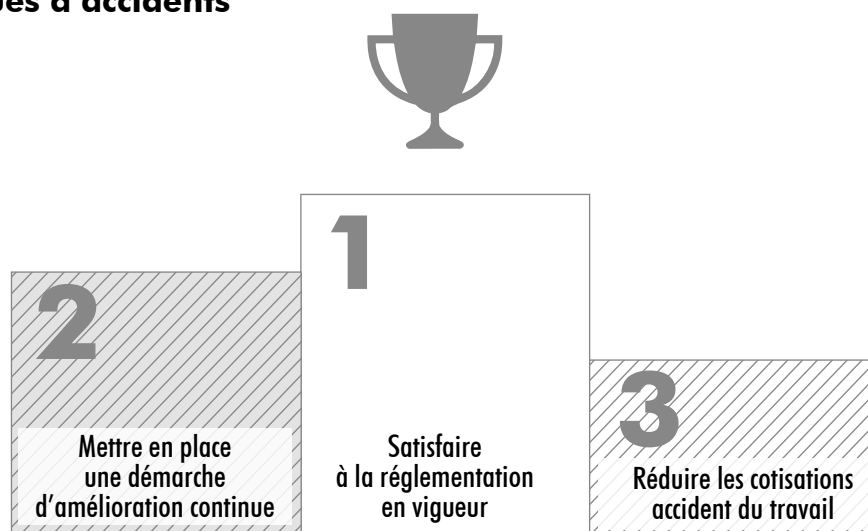 d'accidents
2
Mettre en place
une démarche
d'amélioration continue
1
Satisfaire
à la réglementation
en vigueur
3
Réduire les cotisations
accident du travail